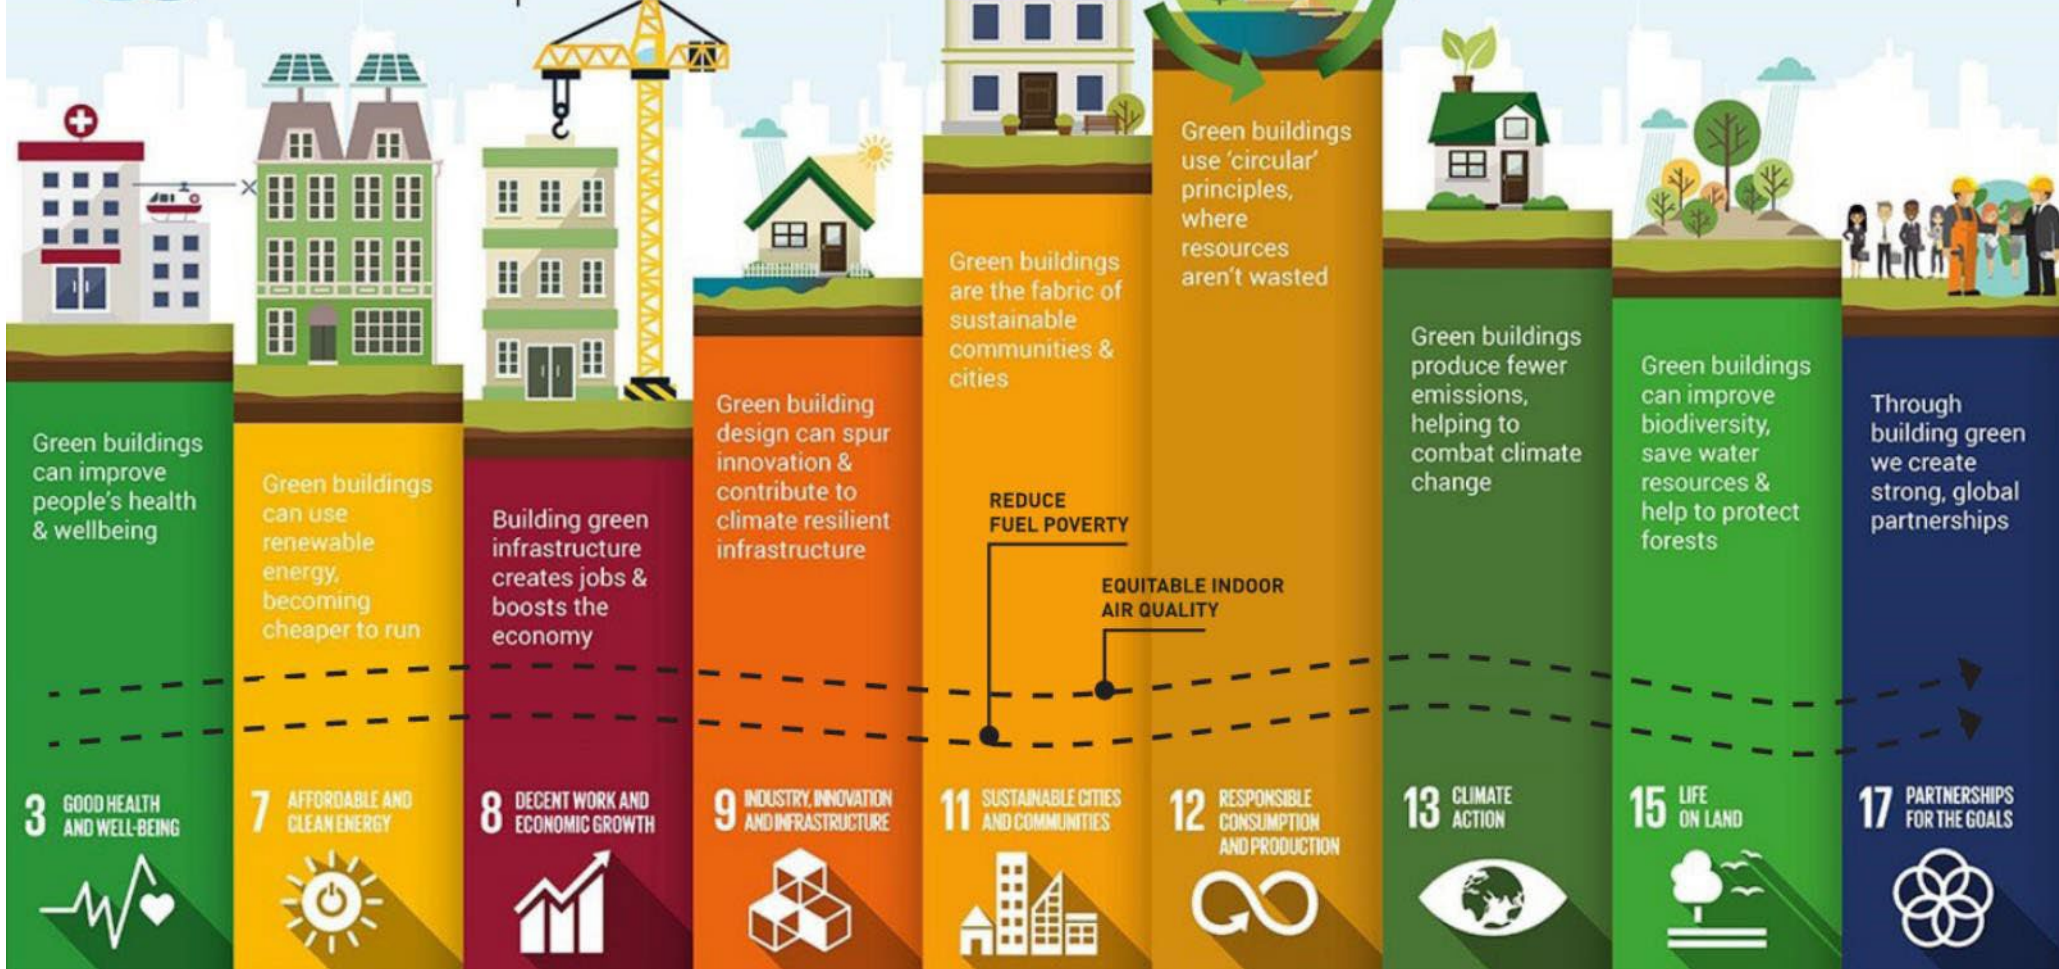 Green buildings
can improve
people's health
& wellbeing
Green buildings
can use
renewable
energy,
becoming
cheaper to run
Building green
infrastructure
creates jobs &
boosts the
economy
Green building
design can spur
innovation &
contribute to
climate resilient
infrastructure
Green buildings
are the fabric of
sustainable
communities &
cities
Green buildings
use ‘circular’
principles,
where
resources
aren't wasted
Green buildings
produce fewer
emissions,
helping to
combat climate
change
Green buildings
can improve
biodiversity,
save water
resources &
help to protect
forests
Through
building green
we create
strong, global
partnerships
REDUCE
FUEL POVERTY
EQUITABLE INDOOR
AIR QUALITY
3 GOOD HEALTH
AND WELL-BEING
7 AFFORDABLE AND
CLEAN ENERGY
8 DECENT WORK AND
ECONOMIC GROWTH
9 INDUSTRY, INNOVATION
AND INFRASTRUCTURE
11 SUSTAINABLE CITIES
AND COMMUNITIES
12 RESPONSIBLE
CONSUMPTION
AND PRODUCTION
13 CLIMATE
ACTION
15 LIFE
ON LAND
17 PARTNERSHIPS
FOR THE GOALS